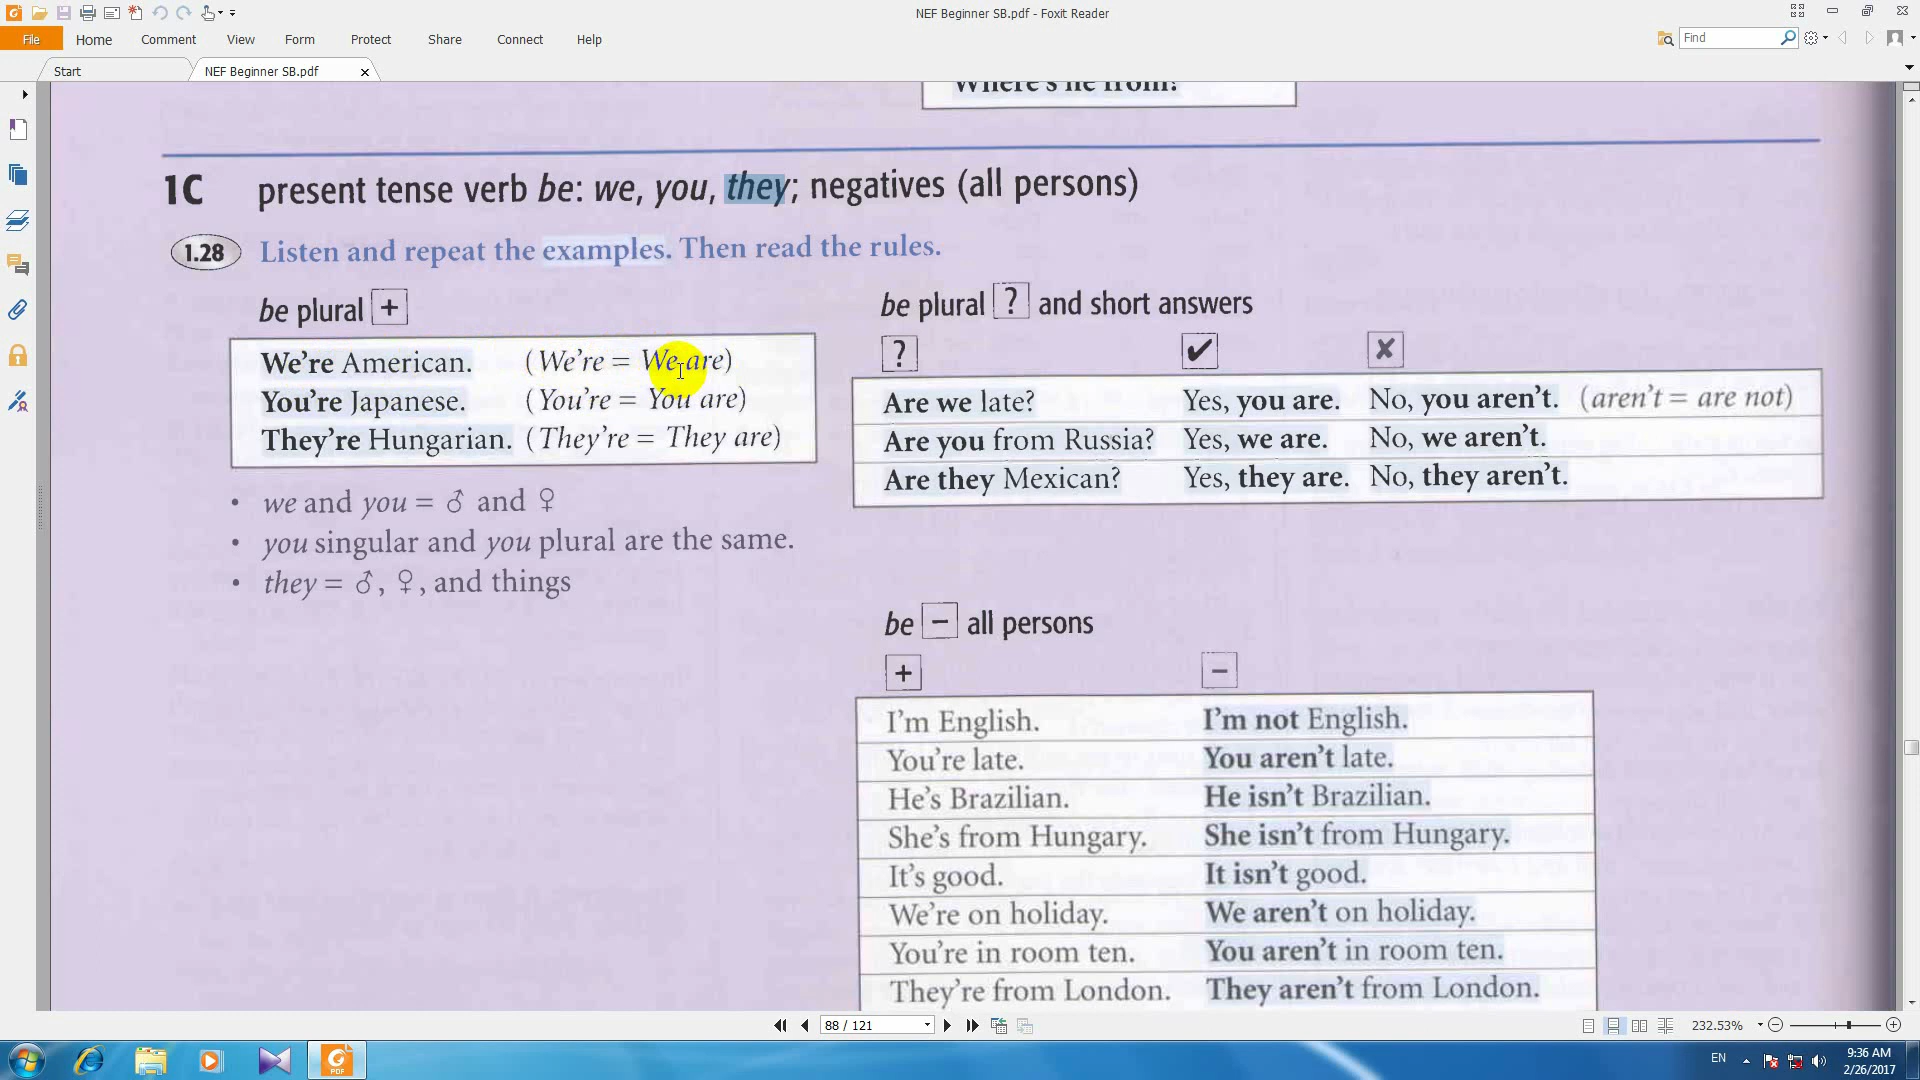 NEF Beginner SB.pdf - Foxit Reader
File Home Comment View Form Protect Share Connect Help
Find
Start
NEF Beginner SB.pdf
Where's he from?
1C present tense verb be: we, you, they; negatives (all persons)
1.28 Listen and repeat the examples. Then read the rules.
be plural +
We're American. (We're = We are)
You're Japanese. (You're = You are)
They're Hungarian. (They're = They are)
• we and you = ♂ and ♀
• you singular and you plural are the same.
• they = ♂, ♀, and things
be plural ? and short answers
? ✔ ✘
Are we late? Yes, you are. No, you aren't. (aren't = are not)
Are you from Russia? Yes, we are. No, we aren't.
Are they Mexican? Yes, they are. No, they aren't.
be – all persons
+ –
I'm English. I'm not English.
You're late. You aren't late.
He's Brazilian. He isn't Brazilian.
She's from Hungary. She isn't from Hungary.
It's good. It isn't good.
We're on holiday. We aren't on holiday.
You're in room ten. You aren't in room ten.
They're from London. They aren't from London.
88 / 121
232.53%
PDF
EN
9:36 AM
2/26/2017